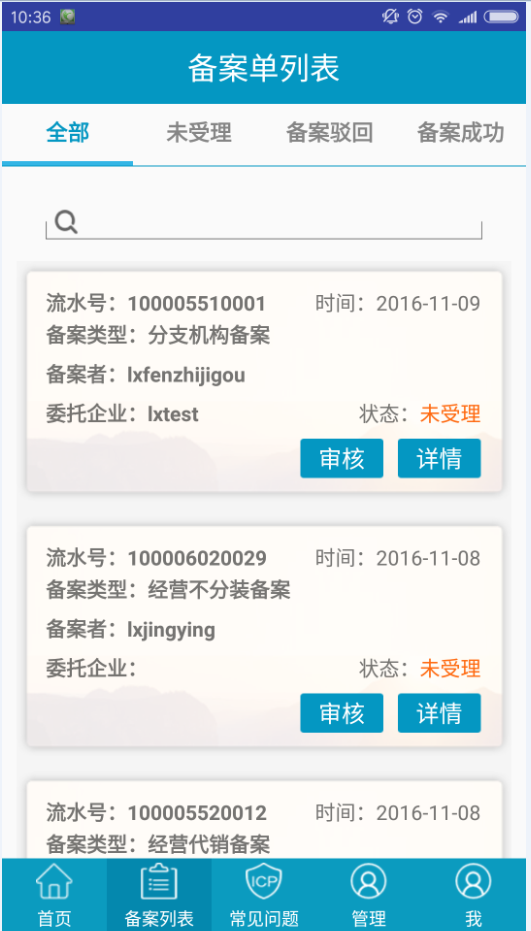 10:36
备案单列表
全部 未受理 备案驳回 备案成功
流水号：100005510001 时间：2016-11-09
备案类型：分支机构备案
备案者：lxfenzhijigou
委托企业：lxtest 状态：未受理
审核 详情
流水号：100006020029 时间：2016-11-08
备案类型：经营不分装备案
备案者：lxjingying
委托企业： 状态：未受理
审核 详情
流水号：100005520012 时间：2016-11-08
备案类型：经营代销备案
ICP
首页 备案列表 常见问题 管理 我